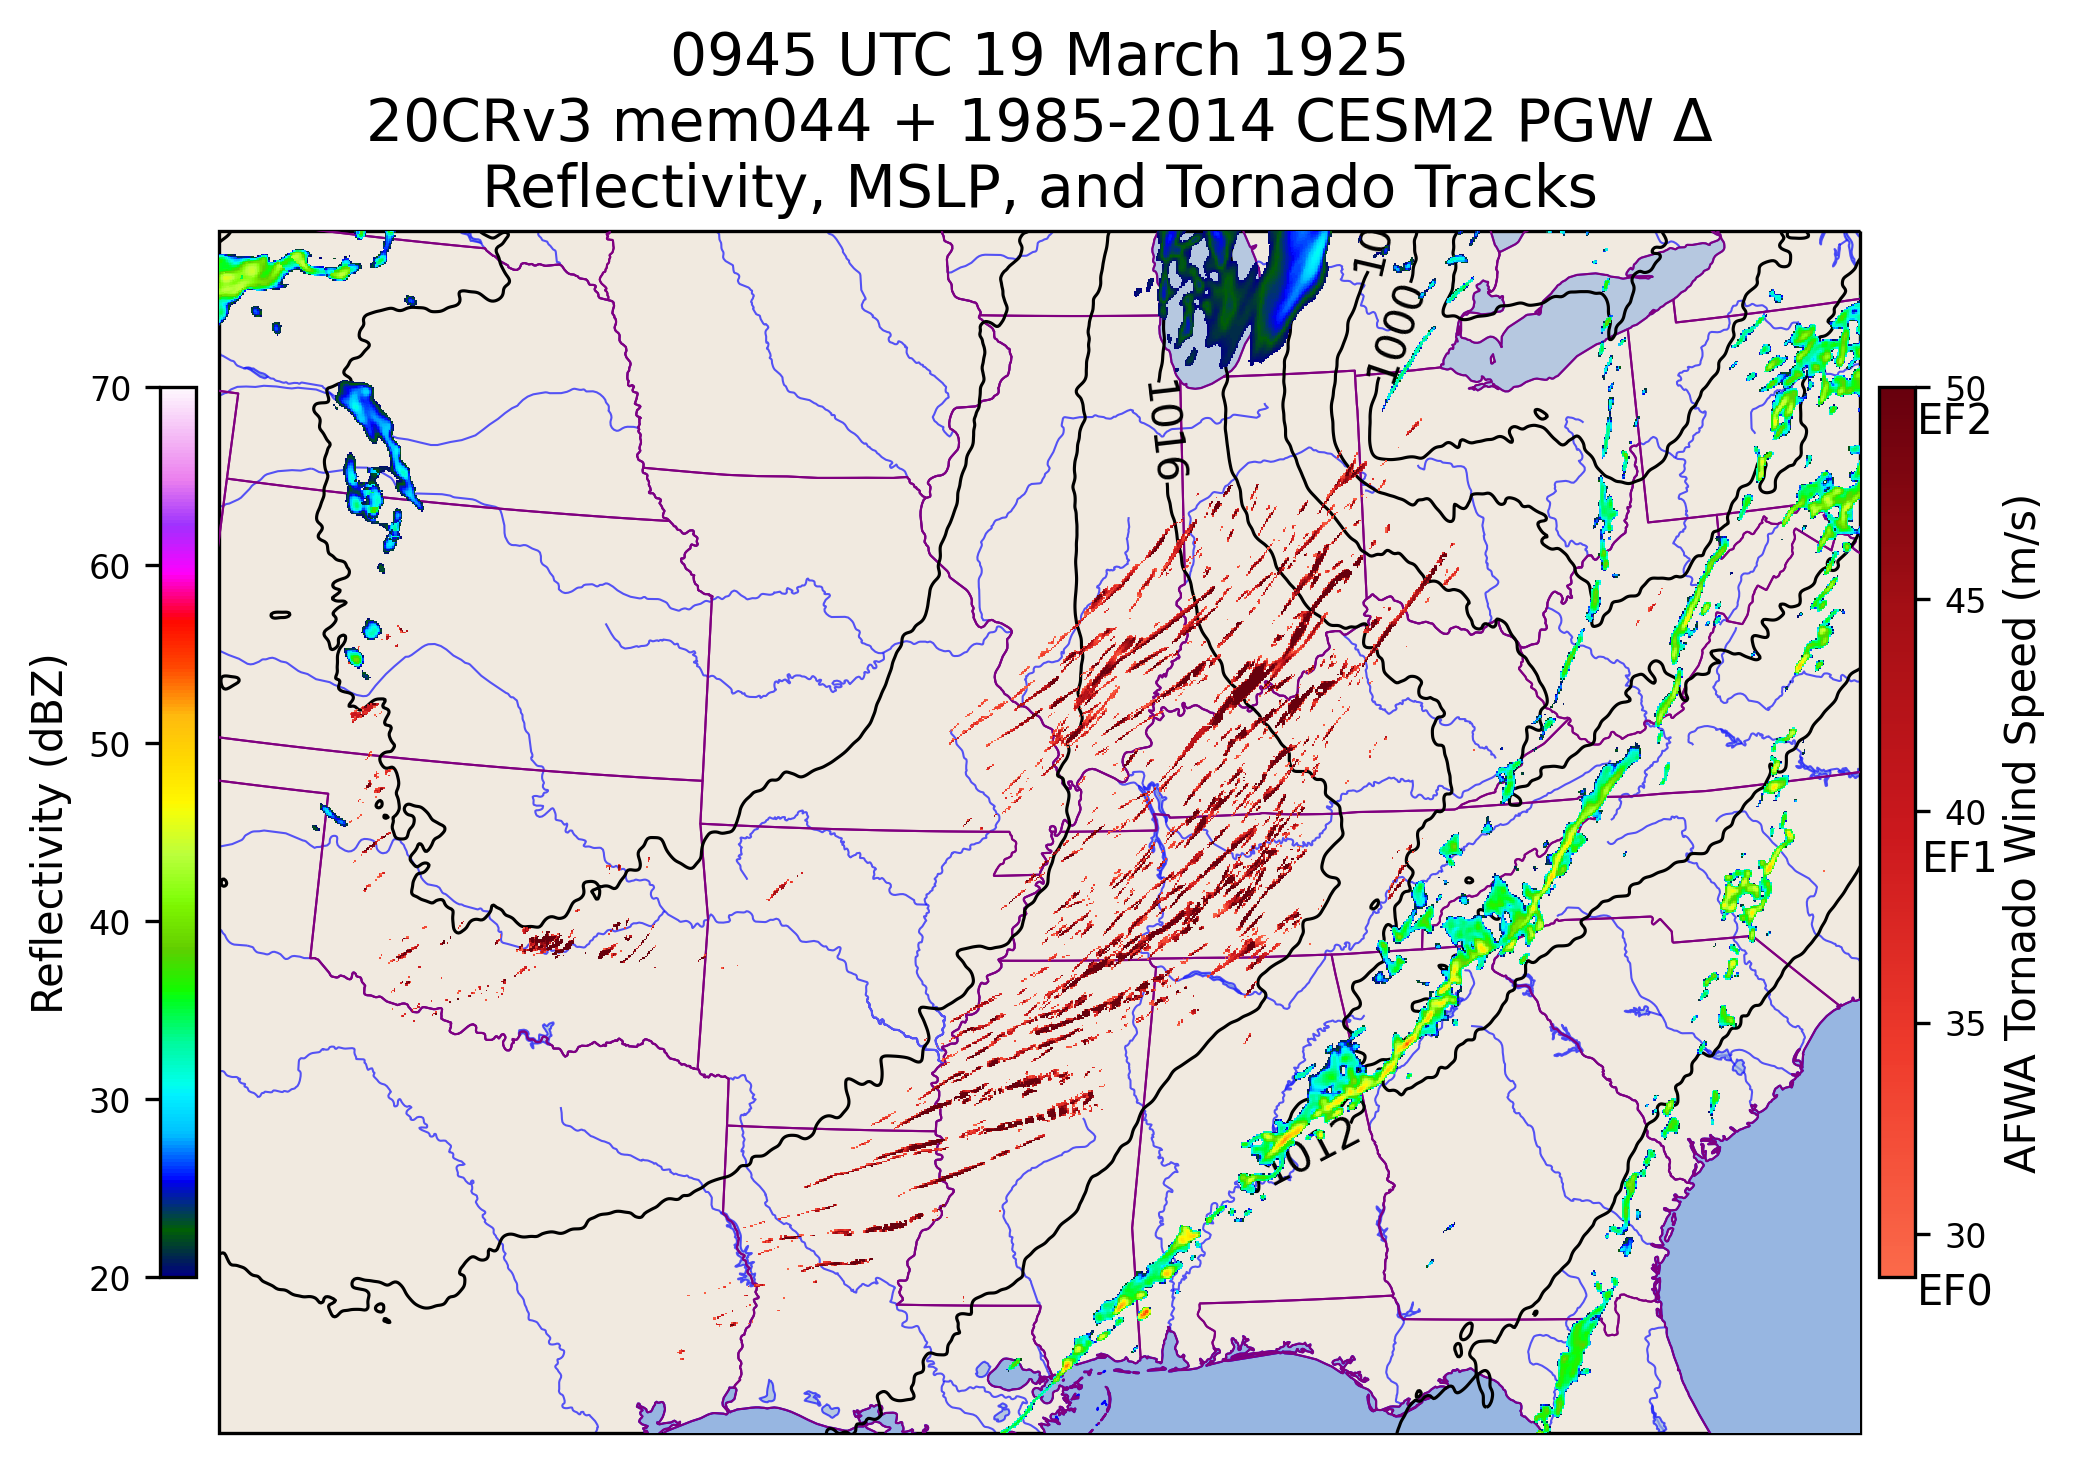 0945 UTC 19 March 1925
20CRv3 mem044 + 1985-2014 CESM2 PGW Δ
Reflectivity, MSLP, and Tornado Tracks
Reflectivity (dBZ)
70
60
50
40
30
20
1016
1000
10
1012
50
EF2
45
40
EF1
35
30
EF0
AFWA Tornado Wind Speed (m/s)